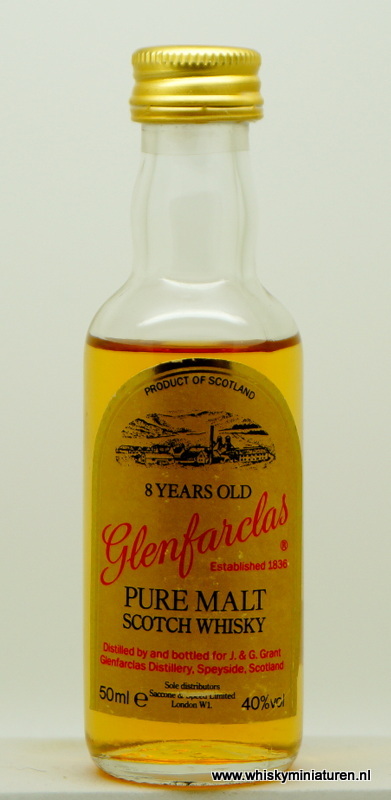 PRODUCT OF SCOTLAND
8 YEARS OLD
Glenfarclas ®
Established 1836
PURE MALT
SCOTCH WHISKY
Distilled by and bottled for J. & G. Grant
Glenfarclas Distillery, Speyside, Scotland
Sole distributors
50ml e Saccone & Speed Limited 40%vol
London W1.
www.whiskyminiaturen.nl